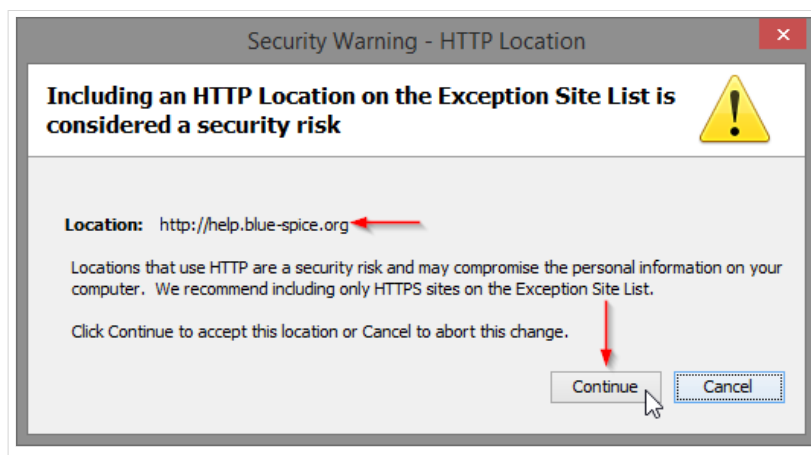 Security Warning - HTTP Location
Including an HTTP Location on the Exception Site List is
considered a security risk
Location: http://help.blue-spice.org
Locations that use HTTP are a security risk and may compromise the personal information on your
computer. We recommend including only HTTPS sites on the Exception Site List.
Click Continue to accept this location or Cancel to abort this change.
Continue Cancel